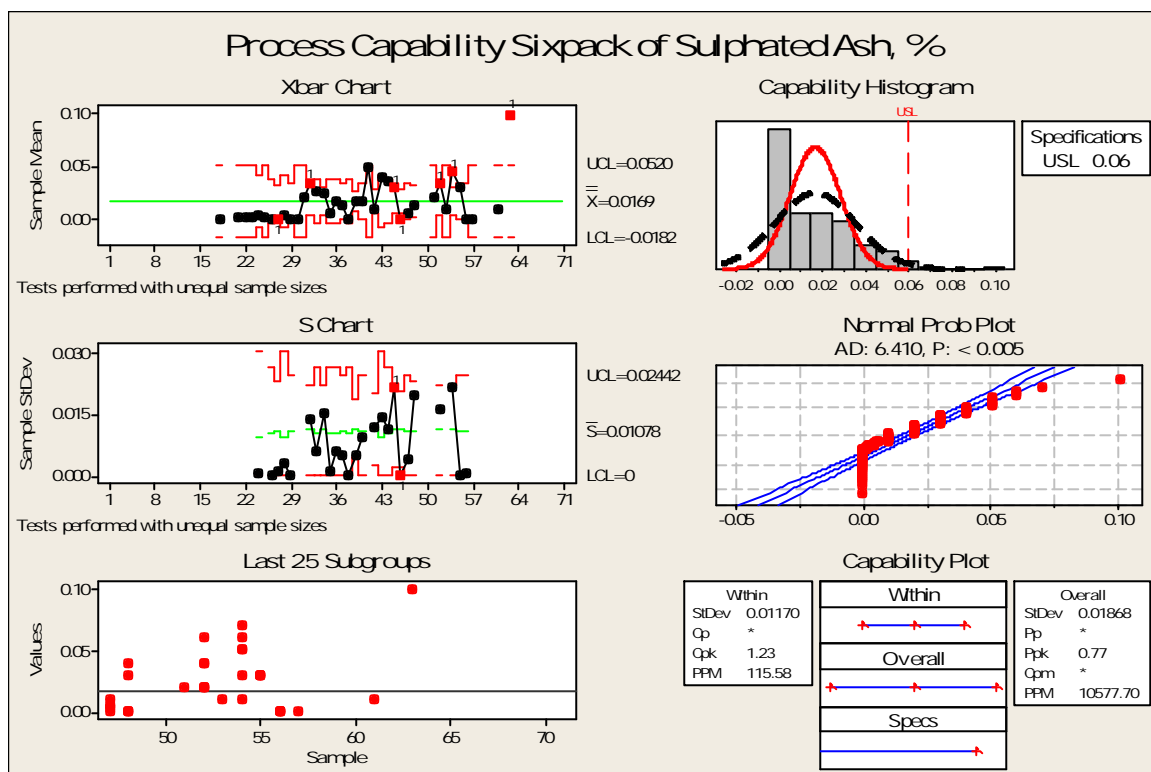 Process Capability Sixpack of Sulphated Ash, %
Xbar Chart
Sample Mean
0.10
0.05
0.00
1
1
1
1
1
1
1
UCL=0.0520
X=0.0169
LCL=-0.0182
1 8 15 22 29 36 43 50 57 64 71
Tests performed with unequal sample sizes
Capability Histogram
USL
Specifications
USL 0.06
-0.02 0.00 0.02 0.04 0.06 0.08 0.10
S Chart
Sample StDev
0.030
0.015
0.000
1
1
UCL=0.02442
S=0.01078
LCL=0
1 8 15 22 29 36 43 50 57 64 71
Tests performed with unequal sample sizes
Normal Prob Plot
AD: 6.410, P: < 0.005
-0.05 0.00 0.05 0.10
Last 25 Subgroups
Values
0.10
0.05
0.00
50 55 60 65 70
Sample
Capability Plot
Within
StDev 0.01170
Cp *
Cpk 1.23
PPM 115.58
Within
Overall
Specs
Overall
StDev 0.01868
Pp *
Ppk 0.77
Cpm *
PPM 10577.70